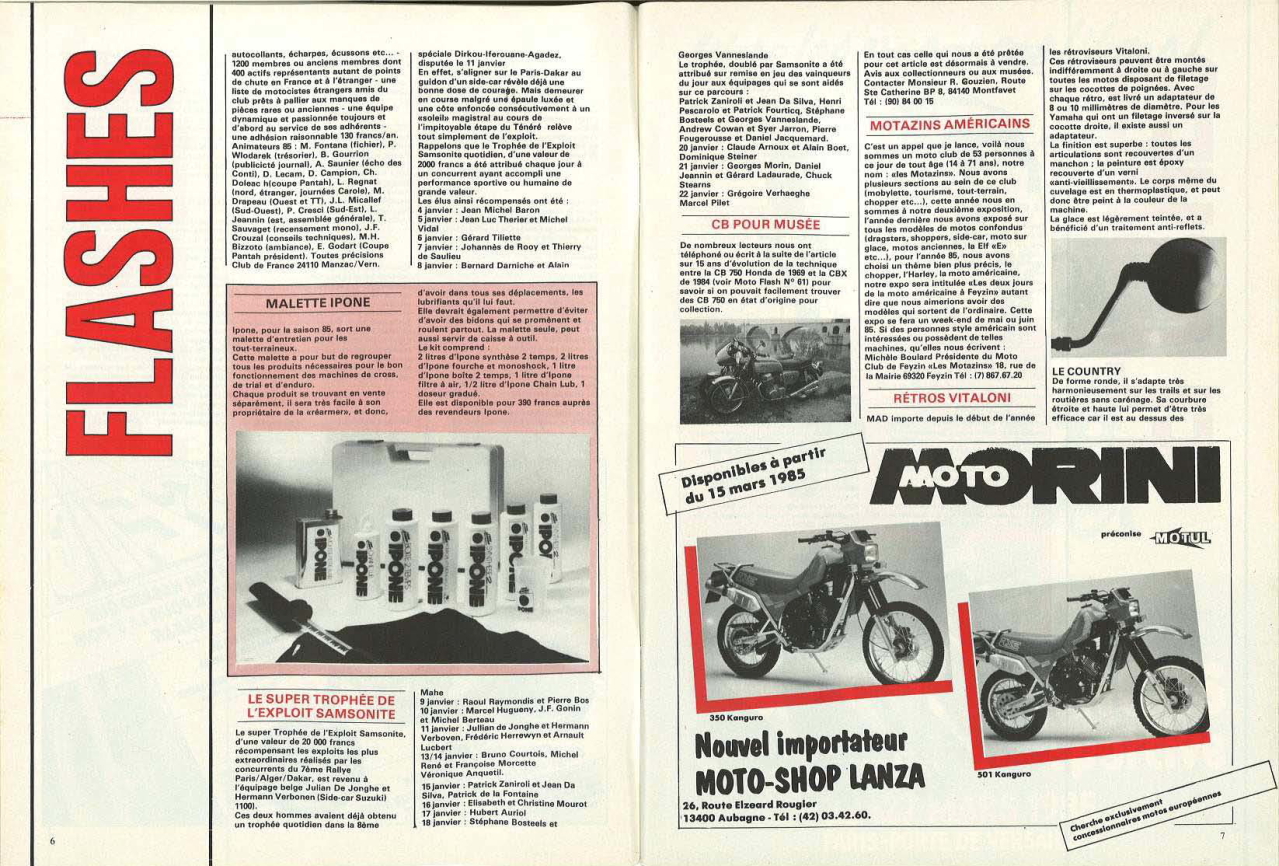 FLASHES
autocollants, écharpes, écussons etc... -
1200 membres ou anciens membres dont
400 actifs représentants autant de points
de chute en France et à l'étranger - une
liste de motocistes étrangers amis du
club prêts à pallier aux manques de
pièces rares ou anciennes - une équipe
dynamique et passionnée toujours et
d'abord au service de ses adhérents -
une adhésion raisonnable 130 francs/an.
Animateurs 85 : M. Fontana (fichier), P.
Wlodarek (trésorier), B. Gourrion
(publicité journal), A. Saunier (écho des
Conti), D. Lecam, D. Campion, Ch.
Doleac h(coupe Pantah), L. Regnat
(nord, étranger, journées Carole), M.
Drapeau (Ouest et TT), J.L. Micallef
(Sud-Ouest), P. Cresci (Sud-Est), L.
Jeannin (est, assemblée générale), T.
Sauvaget (recensement mono), J.F.
Crouzal (conseils techniques), M.H.
Bizzoto (ambiance), E. Godart (Coupe
Pantah président). Toutes précisions
Club de France 24110 Manzac/Vern.
spéciale Dirkou-Iferouane-Agadez,
disputée le 11 janvier
En effet, s'aligner sur le Paris-Dakar au
guidon d'un side-car révèle déjà une
bonne dose de courage. Mais demeurer
en course malgré une épaule luxée et
une côte enfoncée consécutivement à un
«soleil» magistral au cours de
l'impitoyable étape du Ténéré relève
tout simplement de l'exploit.
Rappelons que le Trophée de l'Exploit
Samsonite quotidien, d'une valeur de
2000 francs a été attribué chaque jour à
un concurrent ayant accompli une
performance sportive ou humaine de
grande valeur.
Les élus ainsi récompensés ont été :
4 janvier : Jean Michel Baron
5 janvier : Jean Luc Therier et Michel
Vidal
6 janvier : Gérard Tiliette
7 janvier : Johannès de Rooy et Thierry
de Saulieu
8 janvier : Bernard Darniche et Alain
MALETTE IPONE
Ipone, pour la saison 85, sort une
malette d'entretien pour les
tout-terraineux.
Cette malette a pour but de regrouper
tous les produits nécessaires pour le bon
fonctionnement des machines de cross,
de trial et d'enduro.
Chaque produit se trouvant en vente
séparément, il sera très facile à son
propriétaire de la «réarmer», et donc,
d'avoir dans tous ses déplacements, les
lubrifiants qu'il lui faut.
Elle devrait également permettre d'éviter
d'avoir des bidons qui se promènent et
roulent partout. La malette seule, peut
aussi servir de caisse à outil.
Le kit comprend :
2 litres d'Ipone synthèse 2 temps, 2 litres
d'Ipone fourche et monoshock, 1 litre
d'Ipone boîte 2 temps, 1 litre d'Ipone
filtre à air, 1/2 litre d'Ipone Chain Lub, 1
doseur gradué.
Elle est disponible pour 390 francs auprès
des revendeurs Ipone.
IPONE
IPONE
IPONE
IPONE
IPONE
IPONE
IPONE
LE SUPER TROPHÉE DE
L'EXPLOIT SAMSONITE
Le super Trophée de l'Exploit Samsonite,
d'une valeur de 20 000 francs
récompensant les exploits les plus
extraordinaires réalisés par les
concurrents du 7ème Rallye
Paris/Alger/Dakar, est revenu à
l'équipage belge Julian De Jonghe et
Hermann Verbonen (Side-car Suzuki)
1100).
Ces deux hommes avaient déjà obtenu
un trophée quotidien dans la 8ème
Mahe
9 janvier : Raoul Raymondis et Pierre Bos
10 janvier : Marcel Hugueny, J.F. Gonin
et Michel Berteau
11 janvier : Jullian de Jonghe et Hermann
Verboven, Frédéric Herrewyn et Arnault
Lucbert
13/14 janvier : Bruno Courtois, Michel
René et Françoise Morcette
Véronique Anquetil.
15 janvier : Patrick Zaniroli et Jean Da
Silva, Patrick de la Fontaine
16 janvier : Elisabeth et Christine Mourot
17 janvier : Hubert Auriol
18 janvier : Stéphane Bosteels et
6
Georges Vanneslande
Le trophée, doublé par Samsonite a été
attribué sur remise en jeu des vainqueurs
du jour aux équipages qui se sont aidés
sur ce parcours :
Patrick Zaniroli et Jean Da Silva, Henri
Pescarolo et Patrick Fourticq, Stéphane
Bosteels et Georges Vanneslande,
Andrew Cowan et Syer Jarron, Pierre
Fougerousse et Daniel Jacquemard.
20 janvier : Claude Arnoux et Alain Boet,
Dominique Steiner
21 janvier : Georges Morin, Daniel
Jeannin et Gérard Ladaurade, Chuck
Stearns
22 janvier : Grégoire Verhaeghe
Marcel Pilet
CB POUR MUSÉE
De nombreux lecteurs nous ont
téléphoné ou écrit à la suite de l'article
sur 15 ans d'évolution de la technique
entre la CB 750 Honda de 1969 et la CBX
de 1984 (voir Moto Flash N° 61) pour
savoir si on pouvait facilement trouver
des CB 750 en état d'origine pour
collection.
En tout cas celle qui nous a été prêtée
pour cet article est désormais à vendre.
Avis aux collectionneurs ou aux musées.
Contacter Monsieur R. Gouzien, Route
Ste Catherine BP 8, 84140 Montfavet
Tél : (90) 84 00 15
MOTAZINS AMÉRICAINS
C'est un appel que je lance, voilà nous
sommes un moto club de 53 personnes à
ce jour de tout âge (14 à 71 ans), notre
nom : «les Motazins». Nous avons
plusieurs sections au sein de ce club
(mobylette, tourisme, tout-terrain,
chopper etc...), cette année nous en
sommes à notre deuxième exposition,
l'année dernière nous avons exposé sur
tous les modèles de motos confondus
(dragsters, shoppers, side-car, moto sur
glace, motos anciennes, la Elf «E»
etc...), pour l'année 85, nous avons
choisi un thème bien plus précis, le
chopper, l'Harley, la moto américaine,
notre expo sera intitulée «Les deux jours
de la moto américaine à Feyzin» autant
dire que nous aimerions avoir des
modèles qui sortent de l'ordinaire. Cette
expo se fera un week-end de mai ou juin
85. Si des personnes style américain sont
intéressées ou possèdent de telles
machines, qu'elles nous écrivent :
Michèle Boulard Présidente du Moto
Club de Feyzin «Les Motazins» 18, rue de
la Mairie 69320 Feyzin Tél : (7) 867.67.20
RÉTROS VITALONI
MAD importe depuis le début de l'année
les rétroviseurs Vitaloni.
Ces rétroviseurs peuvent être montés
indifféremment à droite ou à gauche sur
toutes les motos disposant de filetage
sur les cocottes de poignées. Avec
chaque rétro, est livré un adaptateur de
8 ou 10 millimètres de diamètre. Pour les
Yamaha qui ont un filetage inversé sur la
cocotte droite, il existe aussi un
adaptateur.
La finition est superbe : toutes les
articulations sont recouvertes d'un
manchon ; la peinture est époxy
recouverte d'un verni
«anti-vieillissement». Le corps même du
cuvelage est en thermoplastique, et peut
donc être peint à la couleur de la
machine.
La glace est légèrement teintée, et a
bénéficié d'un traitement anti-reflets.
LE COUNTRY
De forme ronde, il s'adapte très
harmonieusement sur les trails et sur les
routières sans carénage. Sa courbure
étroite et haute lui permet d'être très
efficace car il est au dessus des
Disponibles à partir
du 15 mars 1985
MOTO MORINI
préconise MOTUL
350 Kanguro
501 Kanguro
Nouvel importateur
MOTO-SHOP LANZA
26, Route Elzeard Rougier
13400 Aubagne - Tél : (42) 03.42.60.
Cherche exclusivement
concessionnaires motos européennes
7